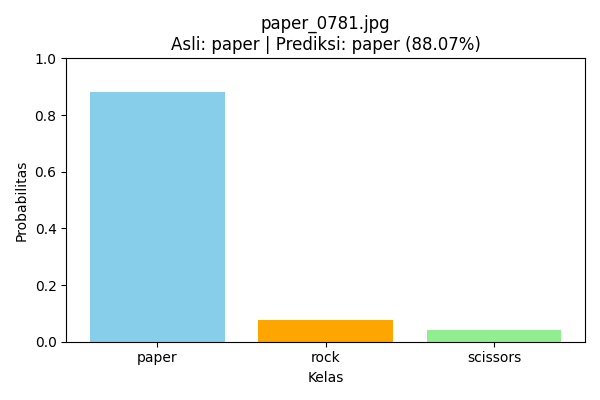 paper_0781.jpg
Asli: paper | Prediksi: paper (88.07%)
1.0
0.8
0.6
0.4
0.2
0.0
Probabilitas
paper rock scissors
Kelas